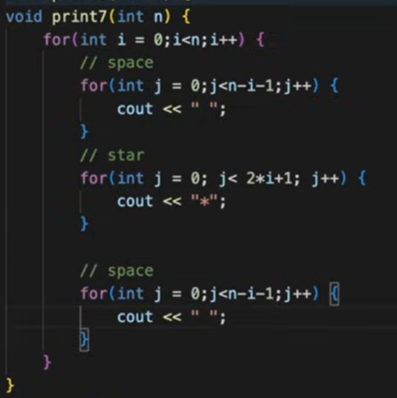 void print7(int n) {
    for(int i = 0;i<n;i++) {
        // space
        for(int j = 0;j<n-i-1;j++) {
            cout << " ";
        }
        // star
        for(int j = 0; j< 2*i+1; j++) {
            cout << "*";
        }

        // space
        for(int j = 0;j<n-i-1;j++) {
            cout << " ";
        }
    }
}